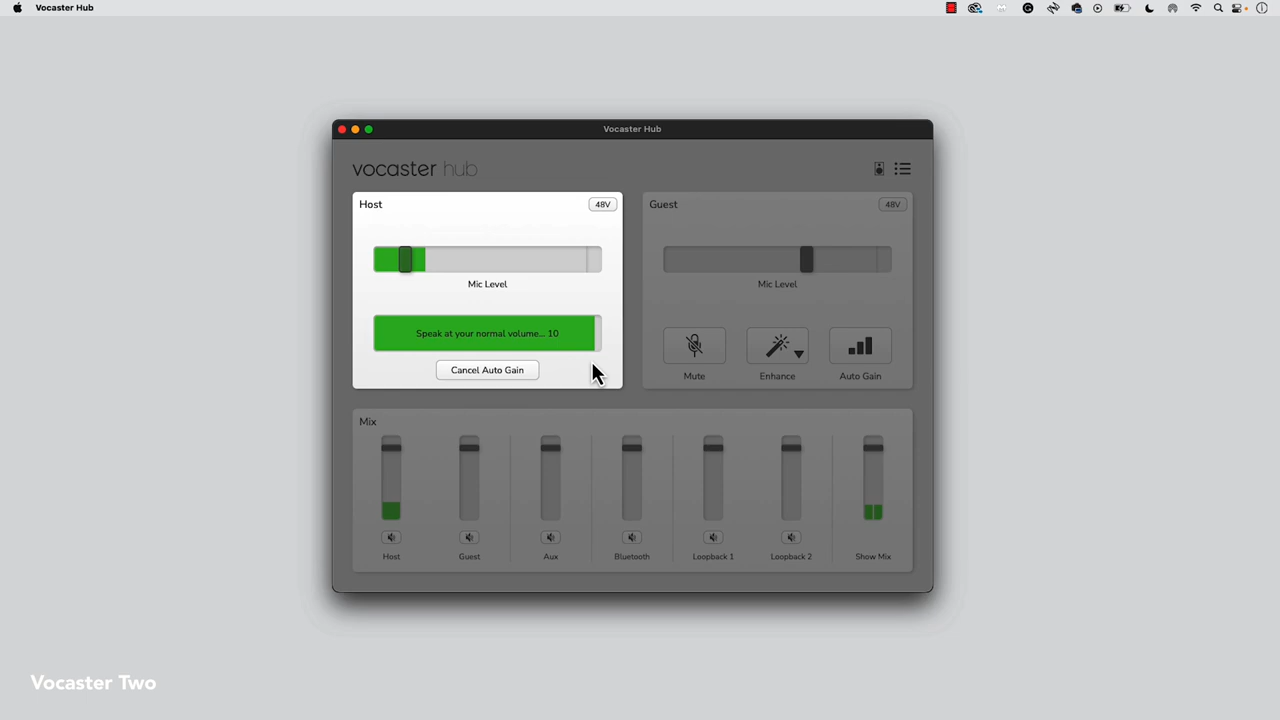 Vocaster Hub
Vocaster Hub
vocaster hub
Host
48V
Mic Level
Speak at your normal volume... 10
Cancel Auto Gain
Guest
48V
Mic Level
Mute
Enhance
Auto Gain
Mix
Host
Guest
Aux
Bluetooth
Loopback 1
Loopback 2
Show Mix
Vocaster Two